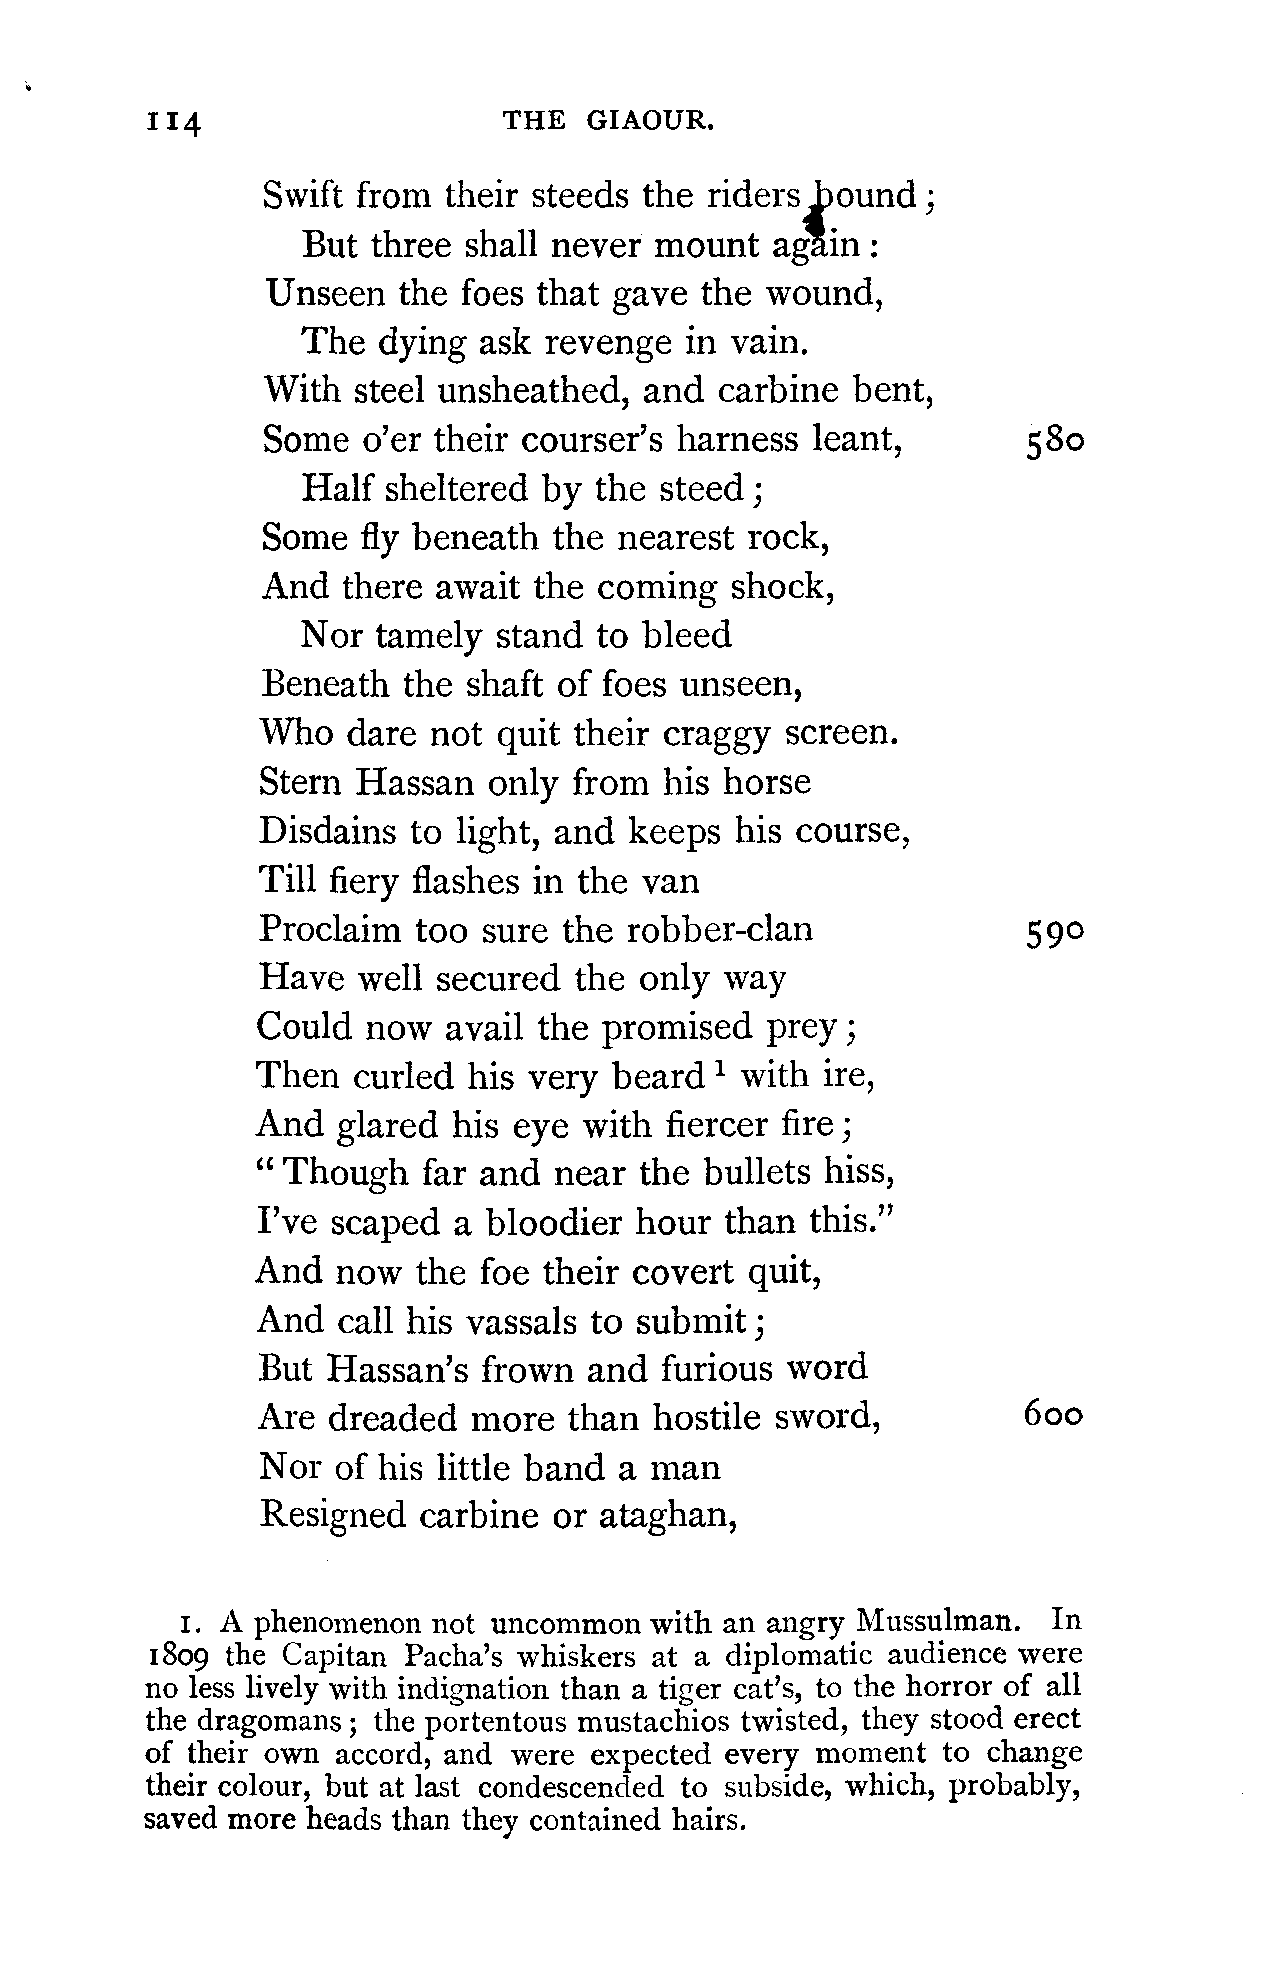 114 THE GIAOUR.
Swift from their steeds the riders bound;
But three shall never mount again:
Unseen the foes that gave the wound,
The dying ask revenge in vain.
With steel unsheathed, and carbine bent,
Some o'er their courser's harness leant, 580
Half sheltered by the steed;
Some fly beneath the nearest rock,
And there await the coming shock,
Nor tamely stand to bleed
Beneath the shaft of foes unseen,
Who dare not quit their craggy screen.
Stern Hassan only from his horse
Disdains to light, and keeps his course,
Till fiery flashes in the van
Proclaim too sure the robber-clan 590
Have well secured the only way
Could now avail the promised prey;
Then curled his very beard ¹ with ire,
And glared his eye with fiercer fire;
"Though far and near the bullets hiss,
I've scaped a bloodier hour than this."
And now the foe their covert quit,
And call his vassals to submit;
But Hassan's frown and furious word
Are dreaded more than hostile sword, 600
Nor of his little band a man
Resigned carbine or ataghan,
1. A phenomenon not uncommon with an angry Mussulman. In
1809 the Capitan Pacha's whiskers at a diplomatic audience were
no less lively with indignation than a tiger cat's, to the horror of all
the dragomans; the portentous mustachios twisted, they stood erect
of their own accord, and were expected every moment to change
their colour, but at last condescended to subside, which, probably,
saved more heads than they contained hairs.